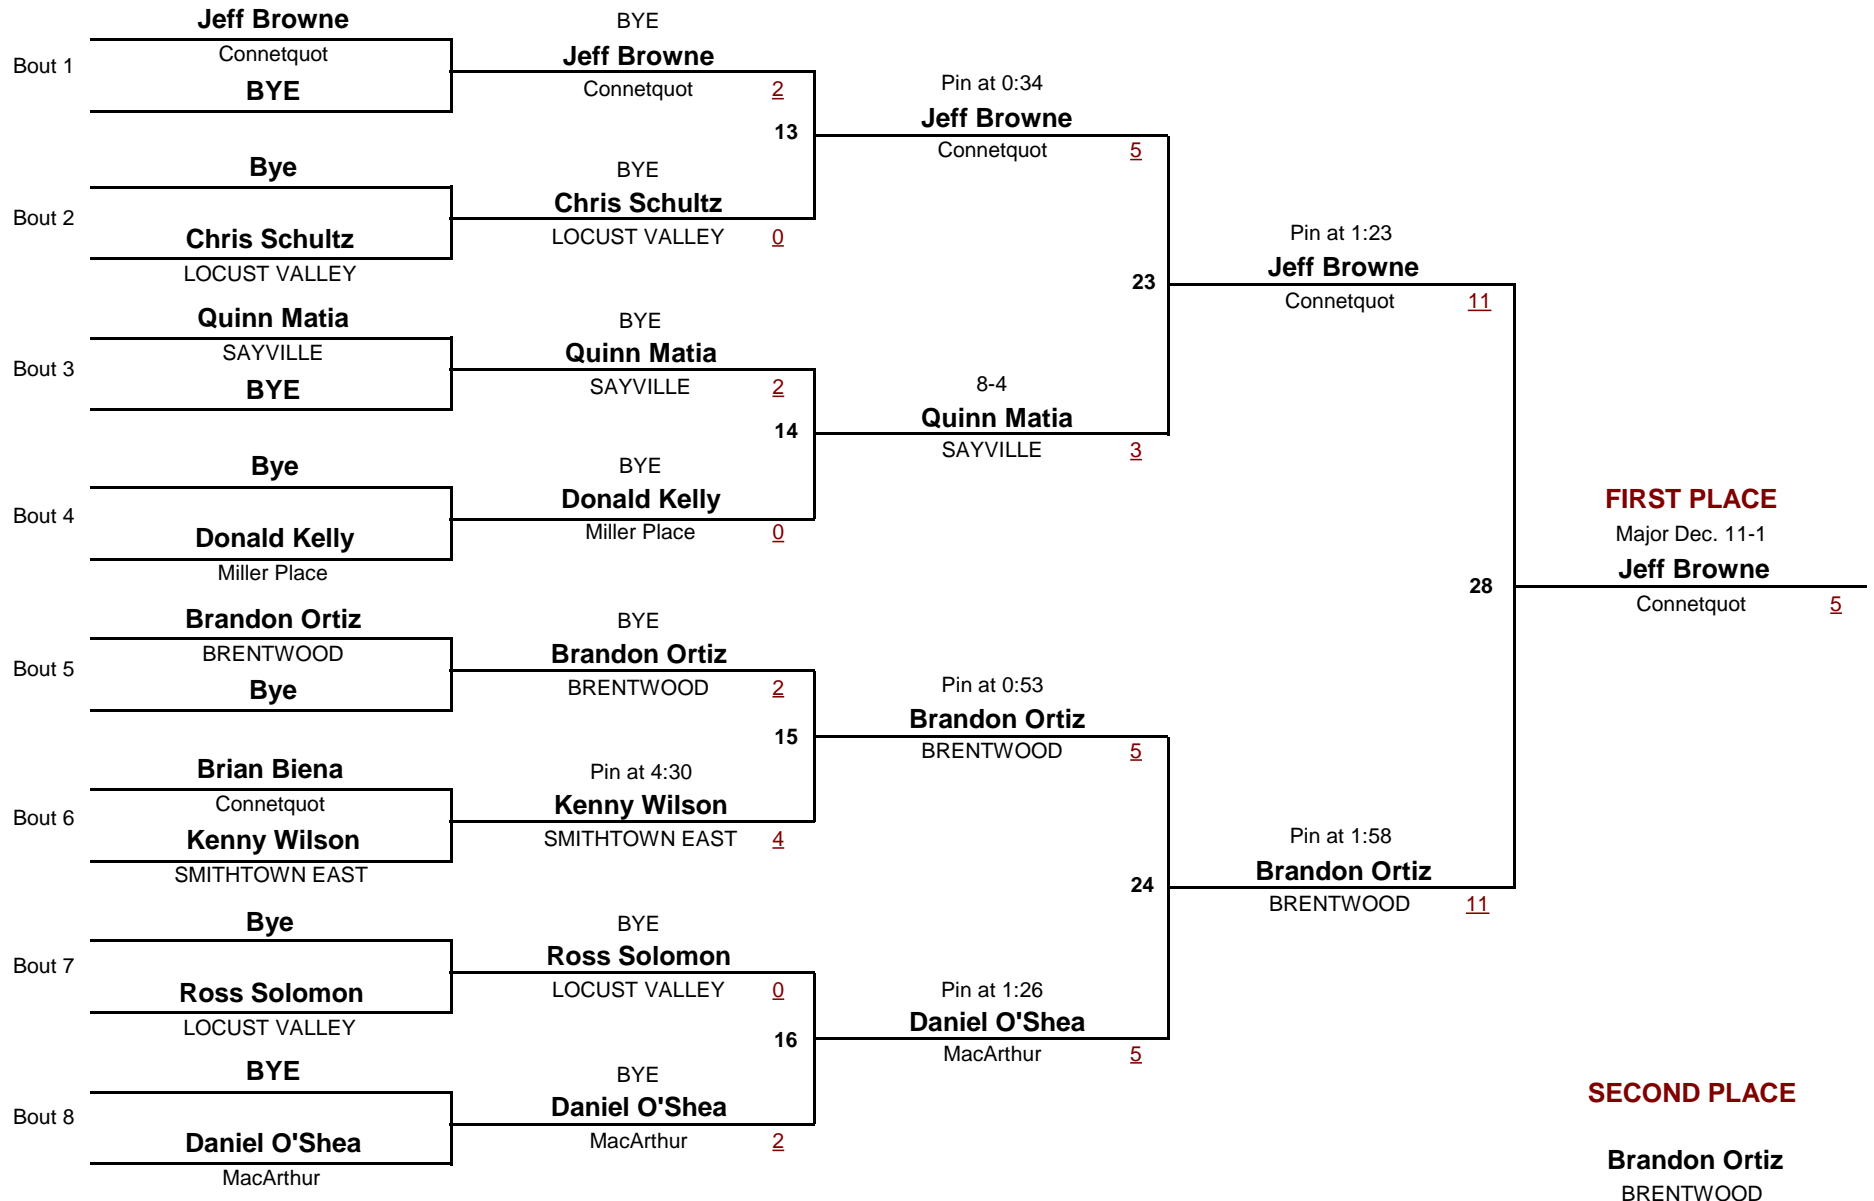 Jeff Browne
Bout 1
Connetquot
BYE
Bye
Bout 2
Chris Schultz
LOCUST VALLEY
Quinn Matia
Bout 3
SAYVILLE
BYE
Bye
Bout 4
Donald Kelly
Miller Place
Brandon Ortiz
Bout 5
BRENTWOOD
Bye
Brian Biena
Bout 6
Connetquot
Kenny Wilson
SMITHTOWN EAST
Bye
Bout 7
Ross Solomon
LOCUST VALLEY
BYE
Bout 8
Daniel O'Shea
MacArthur
BYE
Jeff Browne
Connetquot 2
13
BYE
Chris Schultz
LOCUST VALLEY 0
BYE
Quinn Matia
SAYVILLE 2
14
BYE
Donald Kelly
Miller Place 0
BYE
Brandon Ortiz
BRENTWOOD 2
15
Pin at 4:30
Kenny Wilson
SMITHTOWN EAST 4
BYE
Ross Solomon
LOCUST VALLEY 0
16
BYE
Daniel O'Shea
MacArthur 2
Pin at 0:34
Jeff Browne
Connetquot 5
23
8-4
Quinn Matia
SAYVILLE 3
Pin at 0:53
Brandon Ortiz
BRENTWOOD 5
24
Pin at 1:26
Daniel O'Shea
MacArthur 5
Pin at 1:23
Jeff Browne
Connetquot 11
28
Pin at 1:58
Brandon Ortiz
BRENTWOOD 11
FIRST PLACE
Major Dec. 11-1
Jeff Browne
Connetquot 5
SECOND PLACE
Brandon Ortiz
BRENTWOOD